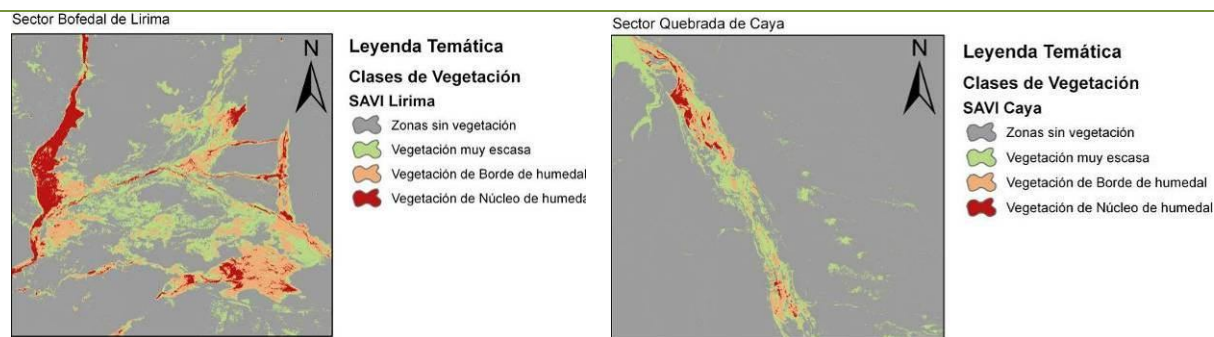 Sector Bofedal de Lirima
N
Leyenda Temática
Clases de Vegetación
SAVI Lirima
Zonas sin vegetación
Vegetación muy escasa
Vegetación de Borde de humedal
Vegetación de Núcleo de humeda
Sector Quebrada de Caya
N
Leyenda Temática
Clases de Vegetación
SAVI Caya
Zonas sin vegetación
Vegetación muy escasa
Vegetación de Borde de humedal
Vegetación de Núcleo de humedal